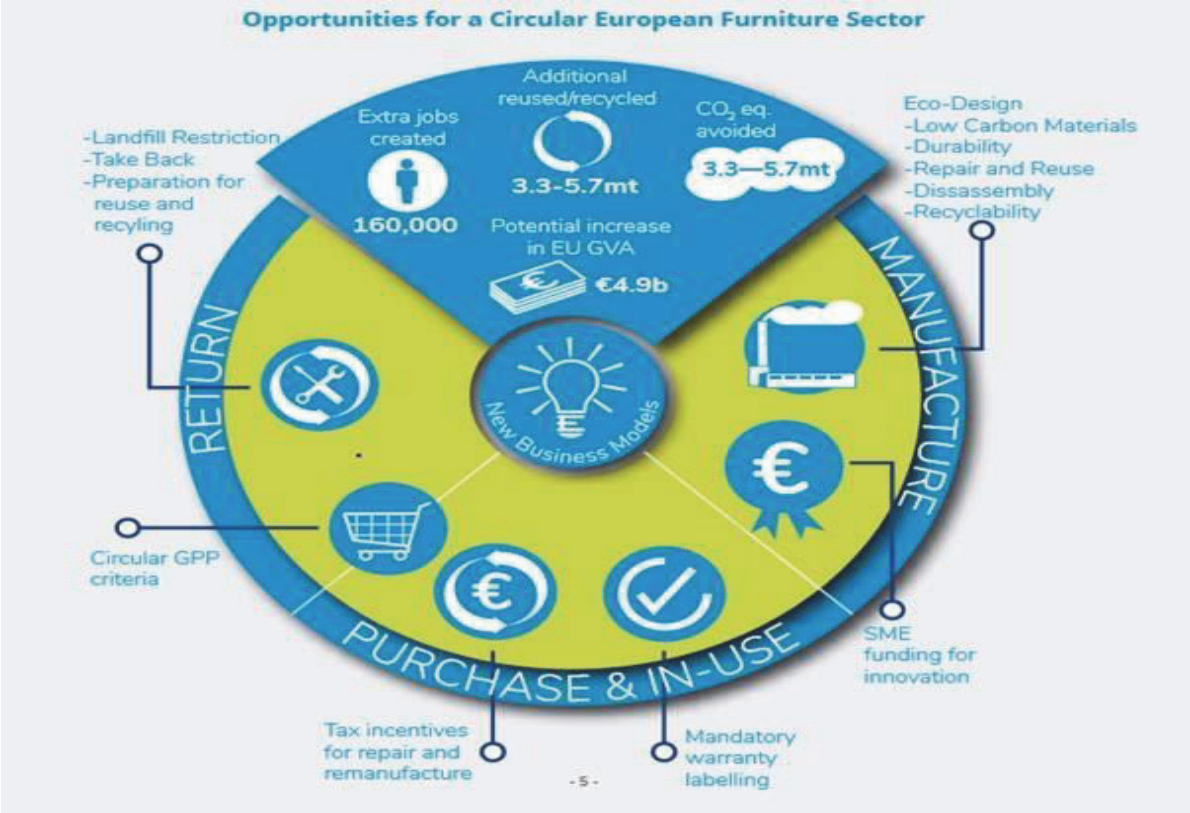 Opportunities for a Circular European Furniture Sector
Additional
reused/recycled
3.3-5.7mt
Extra jobs
created
160,000
CO₂ eq.
avoided
3.3—5.7mt
Potential increase
in EU GVA
€
€4.9b
-Landfill Restriction
-Take Back
-Preparation for
reuse and
recyling
Eco-Design
-Low Carbon Materials
-Durability
-Repair and Reuse
-Dissassembly
-Recyclability
RETURN
MANUFACTURE
New Business Models
€
€
Circular GPP
criteria
PURCHASE & IN-USE
SME
funding for
innovation
Tax incentives
for repair and
remanufacture
Mandatory
warranty
labelling
- 5 -